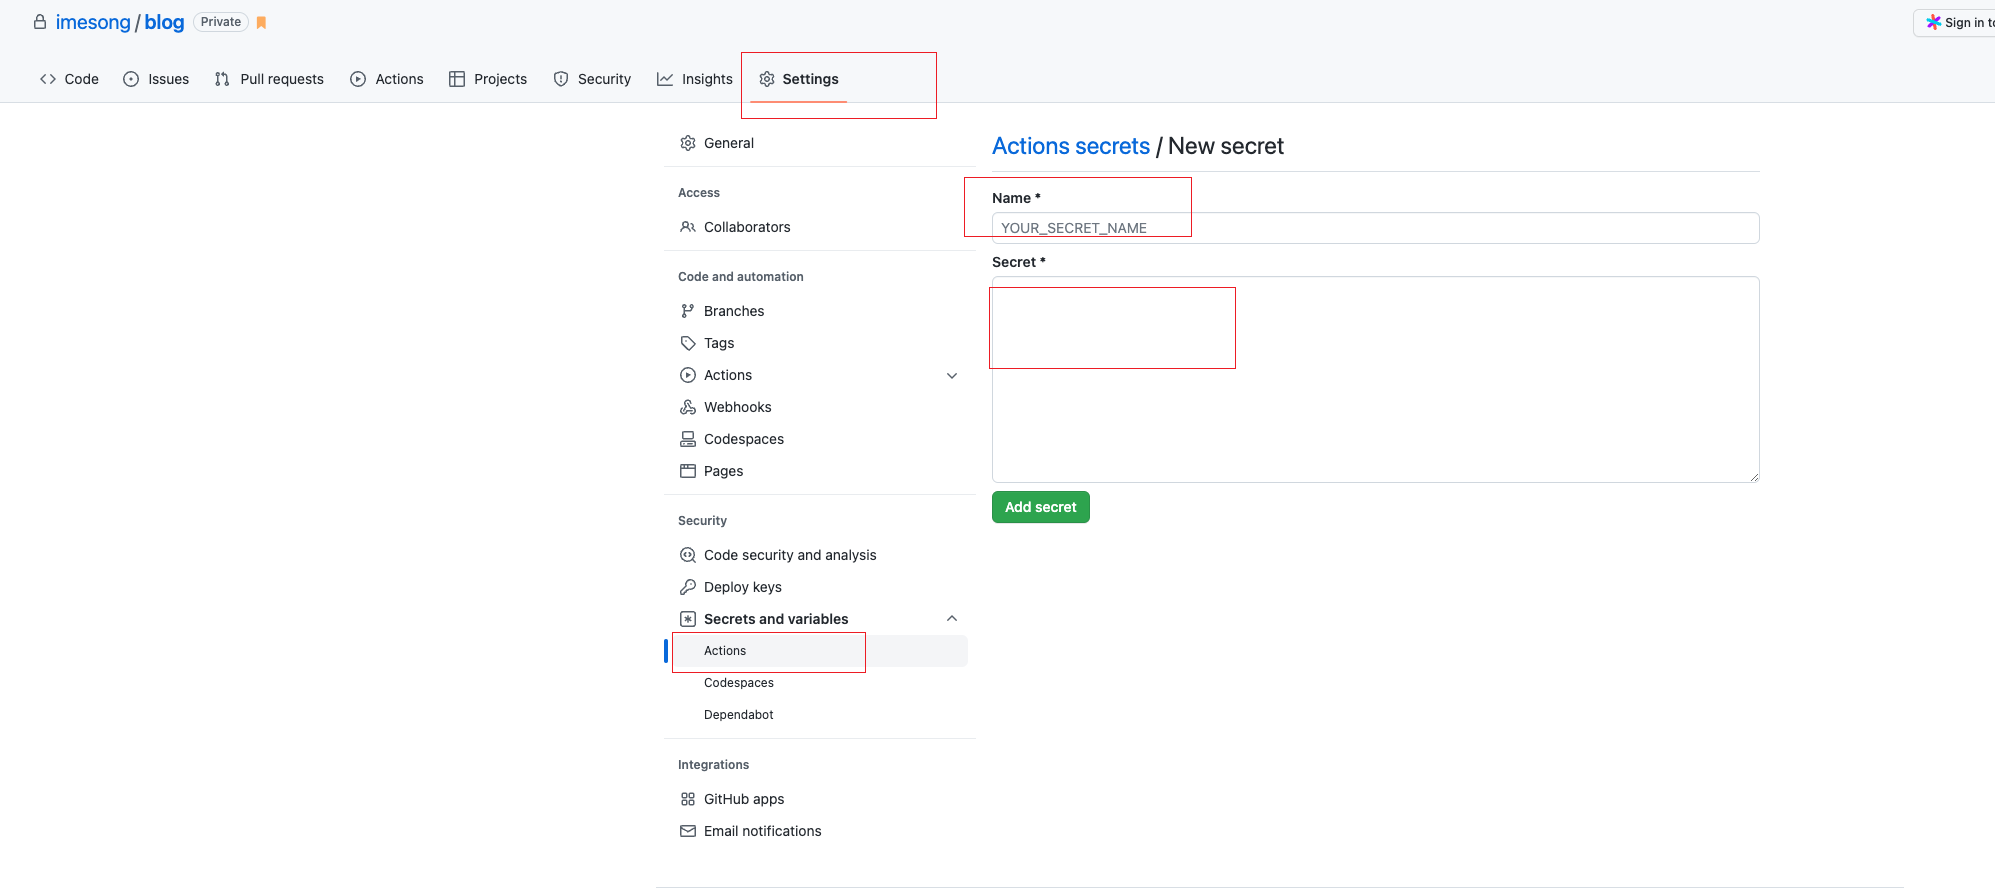 imesong / blog Private
Sign in to
Code Issues Pull requests Actions Projects Security Insights Settings
General
Access
Collaborators
Code and automation
Branches
Tags
Actions
Webhooks
Codespaces
Pages
Security
Code security and analysis
Deploy keys
Secrets and variables
Actions
Codespaces
Dependabot
Integrations
GitHub apps
Email notifications
Actions secrets / New secret
Name *
YOUR_SECRET_NAME
Secret *
Add secret